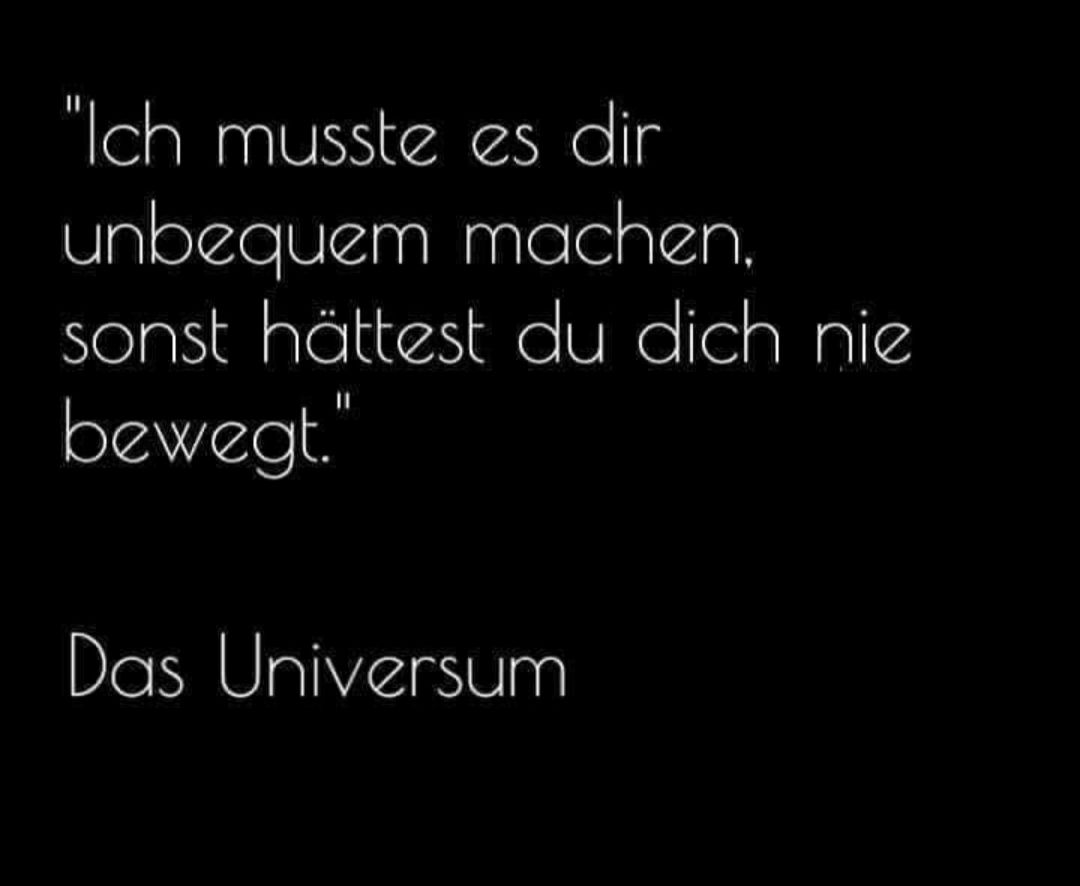 "Ich musste es dir
unbequem machen,
sonst hättest du dich nie
bewegt."
Das Universum